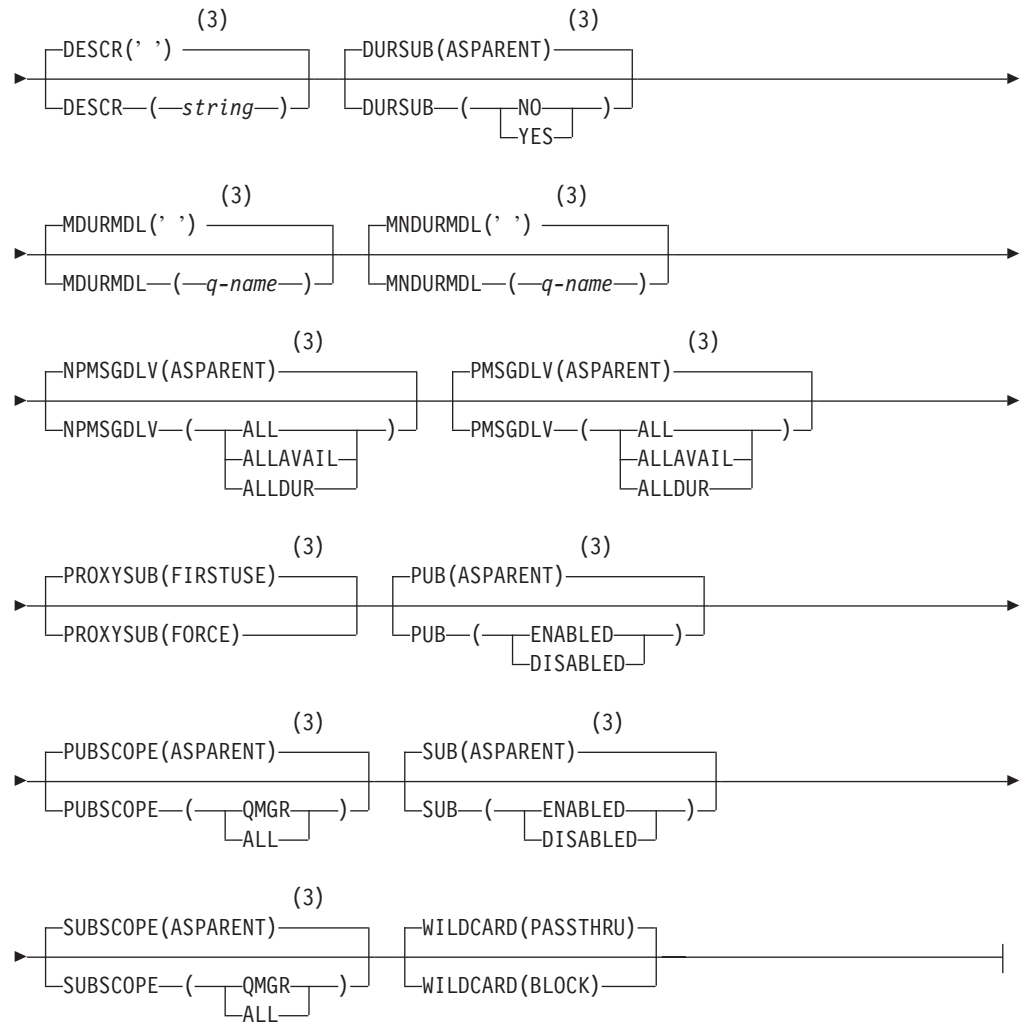 (3) (3)
DESCR(’ ’) DURSUB(ASPARENT)
DESCR ( string ) DURSUB ( NO )
YES
(3) (3)
MDURMDL(’ ’) MNDURMDL(’ ’)
MDURMDL ( q-name ) MNDURMDL ( q-name )
(3) (3)
NPMSGDLV(ASPARENT) PMSGDLV(ASPARENT)
NPMSGDLV ( ALL ) PMSGDLV ( ALL )
ALLAVAIL ALLAVAIL
ALLDUR ALLDUR
(3) (3)
PROXYSUB(FIRSTUSE) PUB(ASPARENT)
PROXYSUB(FORCE) PUB ( ENABLED )
DISABLED
(3) (3)
PUBSCOPE(ASPARENT) SUB(ASPARENT)
PUBSCOPE ( QMGR ) SUB ( ENABLED )
ALL DISABLED
(3)
SUBSCOPE(ASPARENT) WILDCARD(PASSTHRU)
SUBSCOPE ( QMGR ) WILDCARD(BLOCK)
ALL